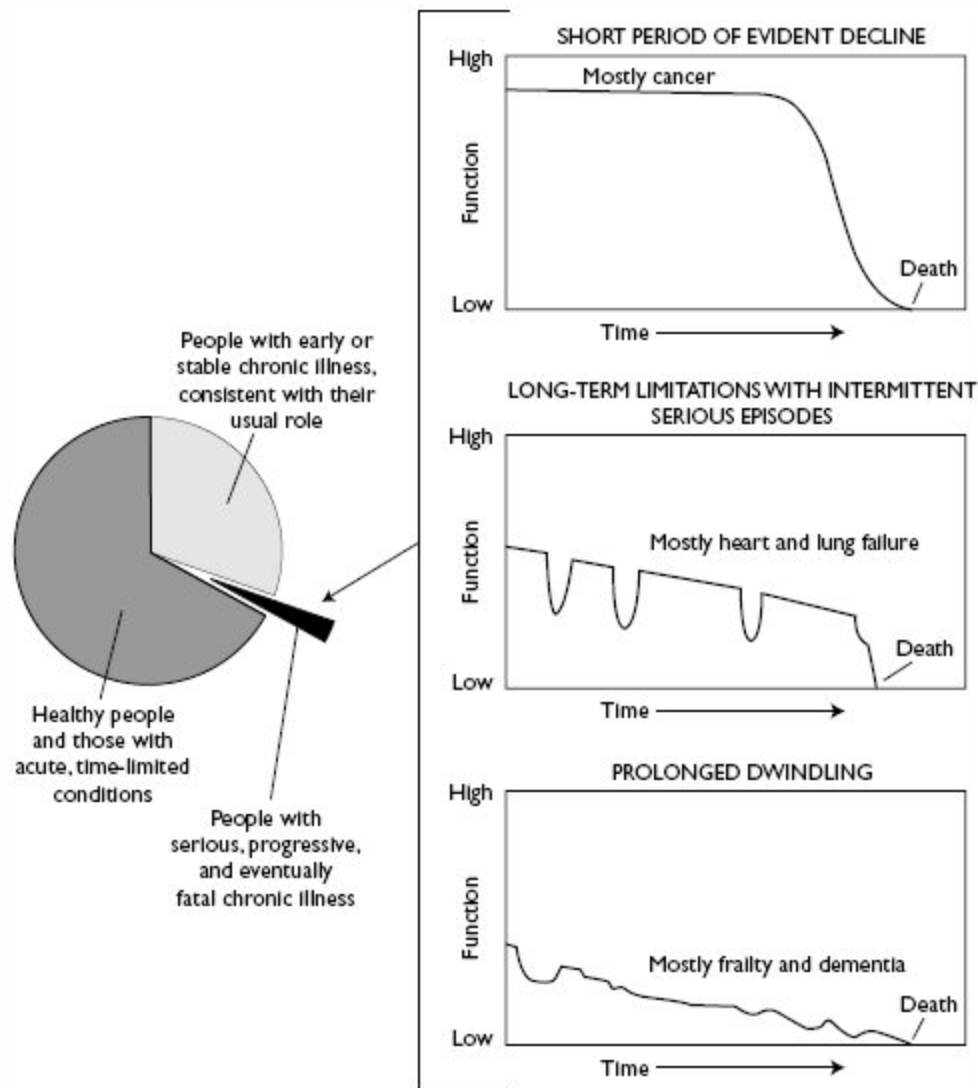 People with early or
stable chronic illness,
consistent with their
usual role
Healthy people
and those with
acute, time-limited
conditions
People with
serious, progressive,
and eventually
fatal chronic illness
SHORT PERIOD OF EVIDENT DECLINE
High
Mostly cancer
Function
Death
Low
Time
LONG-TERM LIMITATIONS WITH INTERMITTENT
SERIOUS EPISODES
High
Mostly heart and lung failure
Function
Death
Low
Time
PROLONGED DWINDLING
High
Function
Mostly frailty and dementia
Death
Low
Time